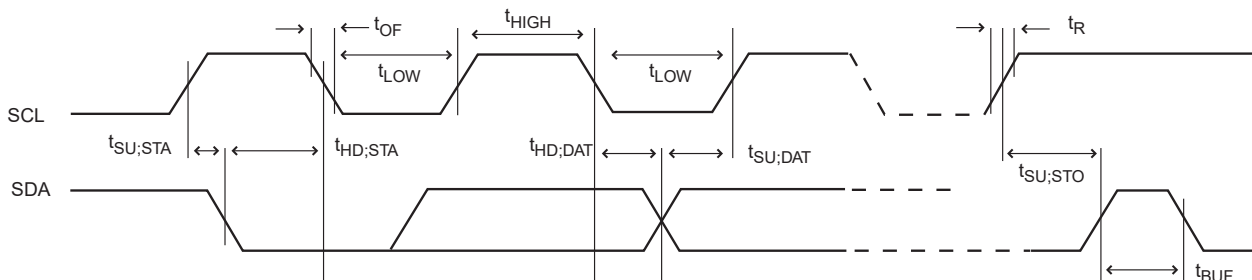 tOF
tHIGH
tR
tLOW
tLOW
SCL
tSU;STA
tHD;STA
tHD;DAT
tSU;DAT
tSU;STO
SDA
tBUF